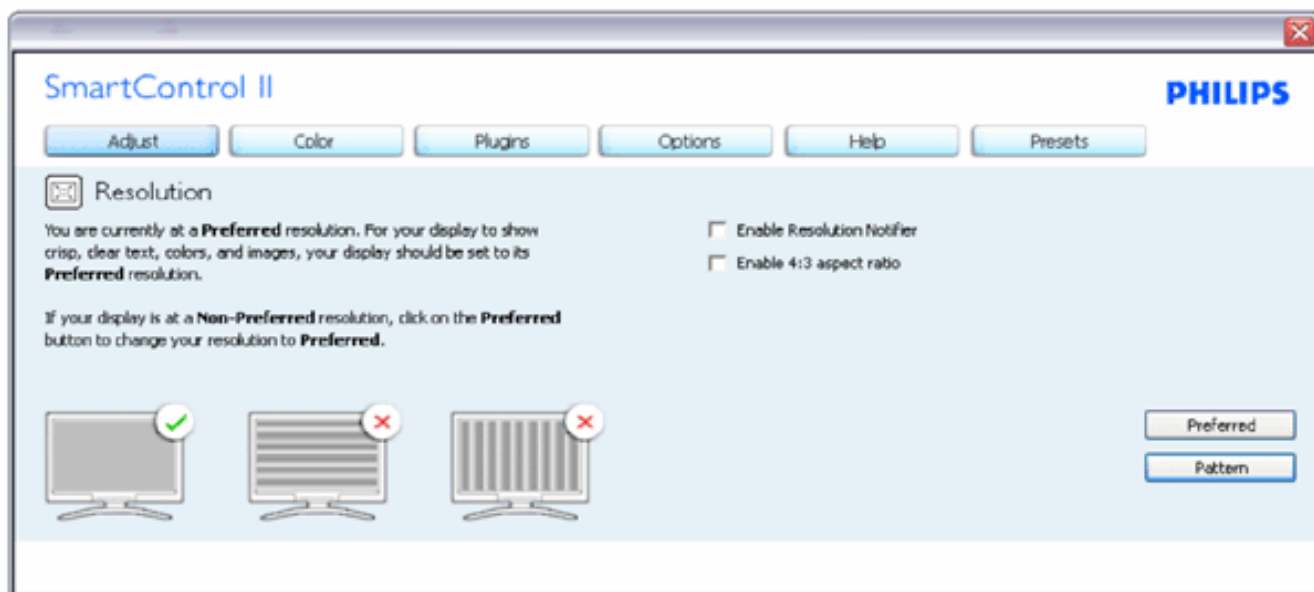 SmartControl II
PHILIPS
Adjust
Color
Plugins
Options
Help
Presets
Resolution
You are currently at a Preferred resolution. For your display to show
crisp, clear text, colors, and images, your display should be set to its
Preferred resolution.
If your display is at a Non-Preferred resolution, click on the Preferred
button to change your resolution to Preferred.
Enable Resolution Notifier
Enable 4:3 aspect ratio
Preferred
Pattern